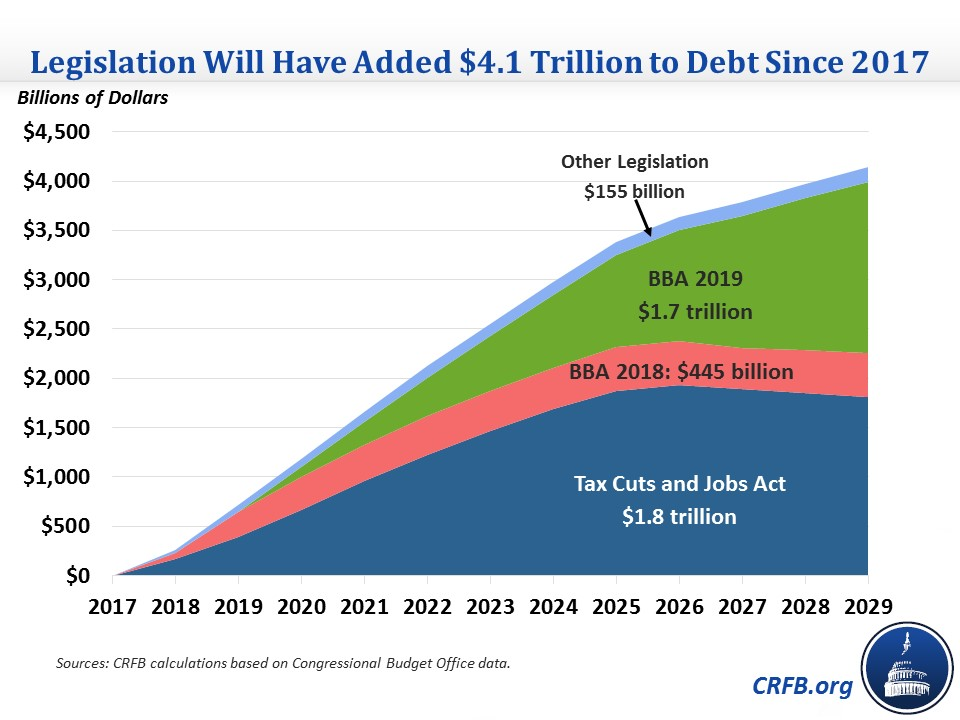 Legislation Will Have Added $4.1 Trillion to Debt Since 2017
Billions of Dollars
$4,500
$4,000
$3,500
$3,000
$2,500
$2,000
$1,500
$1,000
$500
$0
Other Legislation
$155 billion
BBA 2019
$1.7 trillion
BBA 2018: $445 billion
Tax Cuts and Jobs Act
$1.8 trillion
2017 2018 2019 2020 2021 2022 2023 2024 2025 2026 2027 2028 2029
Sources: CRFB calculations based on Congressional Budget Office data.
CRFB.org